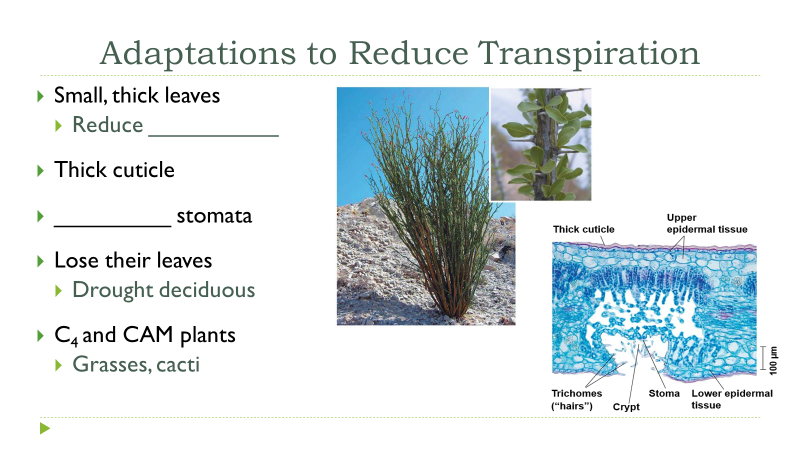 Adaptations to Reduce Transpiration
Small, thick leaves
Reduce ___________
Thick cuticle
__________ stomata
Lose their leaves
Drought deciduous
C4 and CAM plants
Grasses, cacti
Thick cuticle
Upper
epidermal tissue
100 µm
Trichomes
("hairs")
Crypt
Stoma
Lower epidermal
tissue